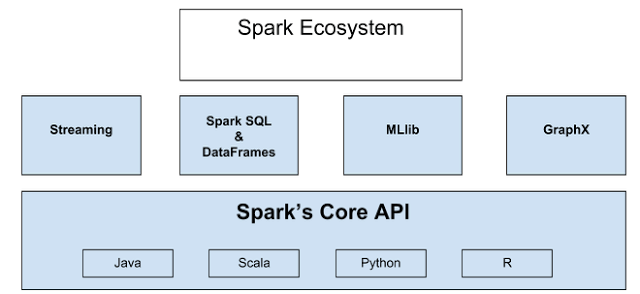 Spark Ecosystem
Streaming
Spark SQL
&
DataFrames
MLlib
GraphX
Spark’s Core API
Java
Scala
Python
R